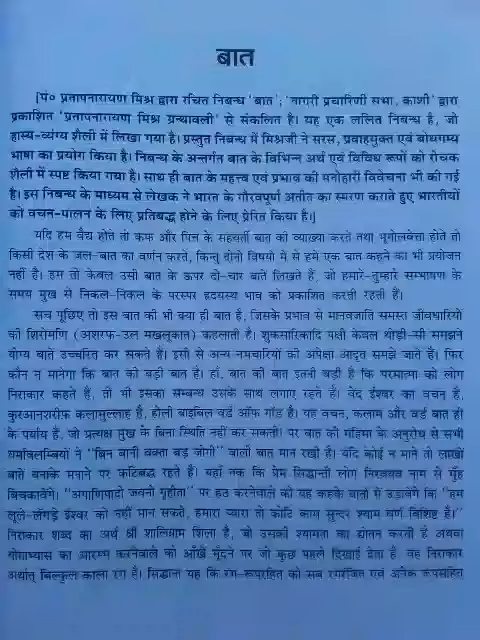 बात
[पं० प्रतापनारायण मिश्र द्वारा रचित निबन्ध 'बात'; 'नागरी प्रचारिणी सभा, काशी' द्वारा
प्रकाशित 'प्रतापनारायण मिश्र ग्रन्थावली' से संकलित है। यह एक ललित निबन्ध है, जो
हास्य-व्यंग्य शैली में लिखा गया है। प्रस्तुत निबन्ध में मिश्रजी ने सरस, प्रवाहयुक्त एवं बोधगम्य
भाषा का प्रयोग किया है। निबन्ध के अन्तर्गत बात के विभिन्न अर्थ एवं विविध रूपों को रोचक
शैली में स्पष्ट किया गया है। साथ ही बात के महत्त्व एवं प्रभाव की मनोहारी विवेचना भी की गई
है। इस निबन्ध के माध्यम से लेखक ने भारत के गौरवपूर्ण अतीत का स्मरण कराते हुए भारतीयों
को वचन-पालन के लिए प्रतिबद्ध होने के लिए प्रेरित किया है।]
यदि हम वैद्य होते तो कफ और पित्त के सहवर्ती बात की व्याख्या करते तथा भूगोलवेत्ता होते तो
किसी देश के जल-बात का वर्णन करते, किन्तु दोनों विषयों में से हमें एक बात कहने का भी प्रयोजन
नहीं है। हम तो केवल उसी बात के ऊपर दो-चार बातें लिखते हैं, जो हमारे-तुम्हारे सम्भाषण के
समय मुख से निकल-निकल के परस्पर हृदयस्थ भाव को प्रकाशित करती रहती हैं।
सच पूछिए तो इस बात की भी क्या ही बात है, जिसके प्रभाव से मानवजाति समस्त जीवधारियों
की शिरोमणि (अशरफ-उल मखलूकात) कहलाती है। शुकसारिकादि पक्षी केवल थोड़ी-सी समझने
योग्य बातें उच्चरित कर सकते हैं। इसी से अन्य नभचारियों की अपेक्षा आदृत समझे जाते हैं। फिर
कौन न मानेगा कि बात की बड़ी बात है। हाँ, बात की बात इतनी बड़ी है कि परमात्मा को लोग
निराकार कहते हैं, तो भी इसका सम्बन्ध उसके साथ लगाए रहते हैं। वेद ईश्वर का वचन है,
कुरआनशरीफ कलामुल्लाह है, होली बाइबिल वर्ड ऑफ गॉड है। यह वचन, कलाम और वर्ड बात ही
के पर्याय हैं, जो प्रत्यक्ष मुख के बिना स्थिति नहीं कर सकती। पर बात की महिमा के अनुरोध से सभी
धर्मावलम्बियों ने "बिन बानी वक्ता बड़ जोगी" वाली बात मान रखी है। यदि कोई न माने तो लाखों
बातें बनाके मनाने पर कटिबद्ध रहते हैं। यहाँ तक कि प्रेम सिद्धान्ती लोग निरवयव नाम से मुँह
बिचकावेंगे। "अपाणिपादो जवनो गृहीता" पर हठ करनेवाले को यह कहके बातों में उड़ावेंगे कि "हम
लूले-लँगड़े ईश्वर को नहीं मान सकते, हमारा प्यारा तो कोटि काम सुन्दर श्याम वर्ण विशिष्ट है।"
निराकार शब्द का अर्थ श्री शालिग्राम शिला है, जो उसकी श्यामता का द्योतन करती है अथवा
योगाभ्यास का आरम्भ करनेवाले को आँखें मूँदने पर जो कुछ पहले दिखाई देता है, वह निराकार
अर्थात् बिल्कुल काला रंग है। सिद्धान्त यह कि रंग-रूपरहित को सब रंगरंजित एवं अनेक रूपसहित